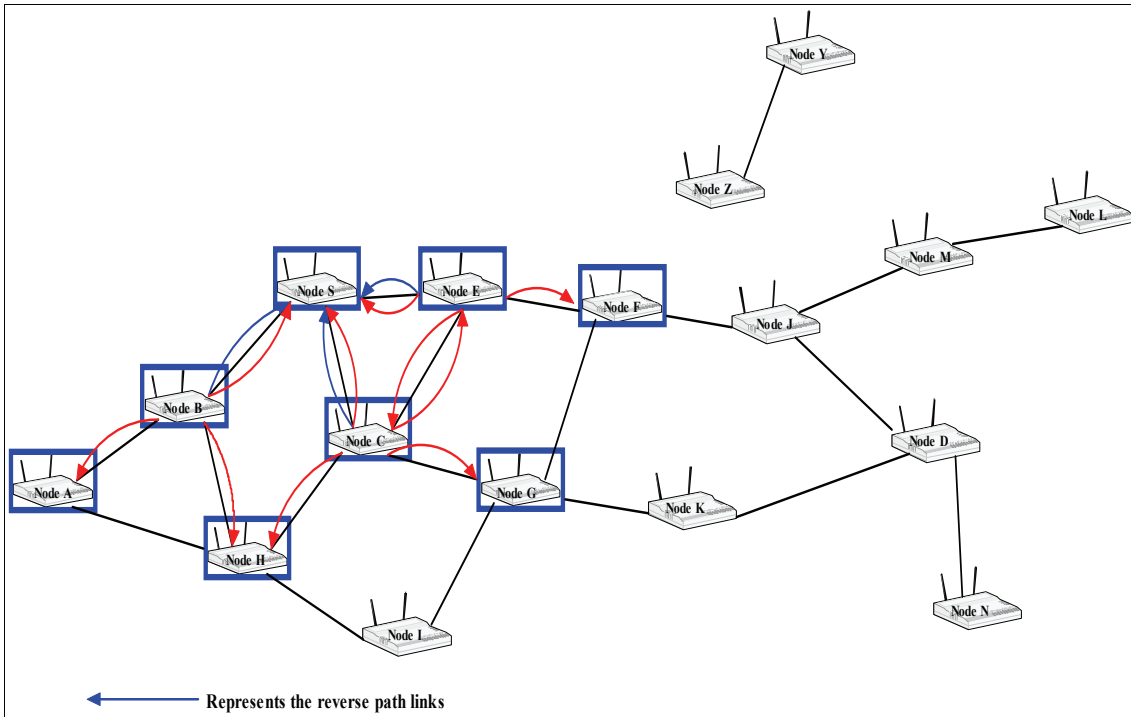 Node Y
Node Z
Node L
Node M
Node S
Node E
Node F
Node J
Node B
Node C
Node D
Node A
Node G
Node K
Node H
Node I
Node N
Represents the reverse path links